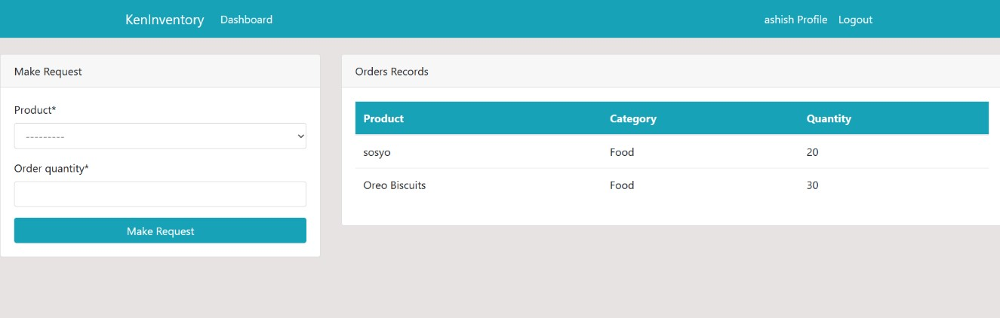 KenInventory Dashboard ashish Profile Logout
Make Request
Product*
---------
Order quantity*
Make Request
Orders Records
Product Category Quantity
sosyo Food 20
Oreo Biscuits Food 30